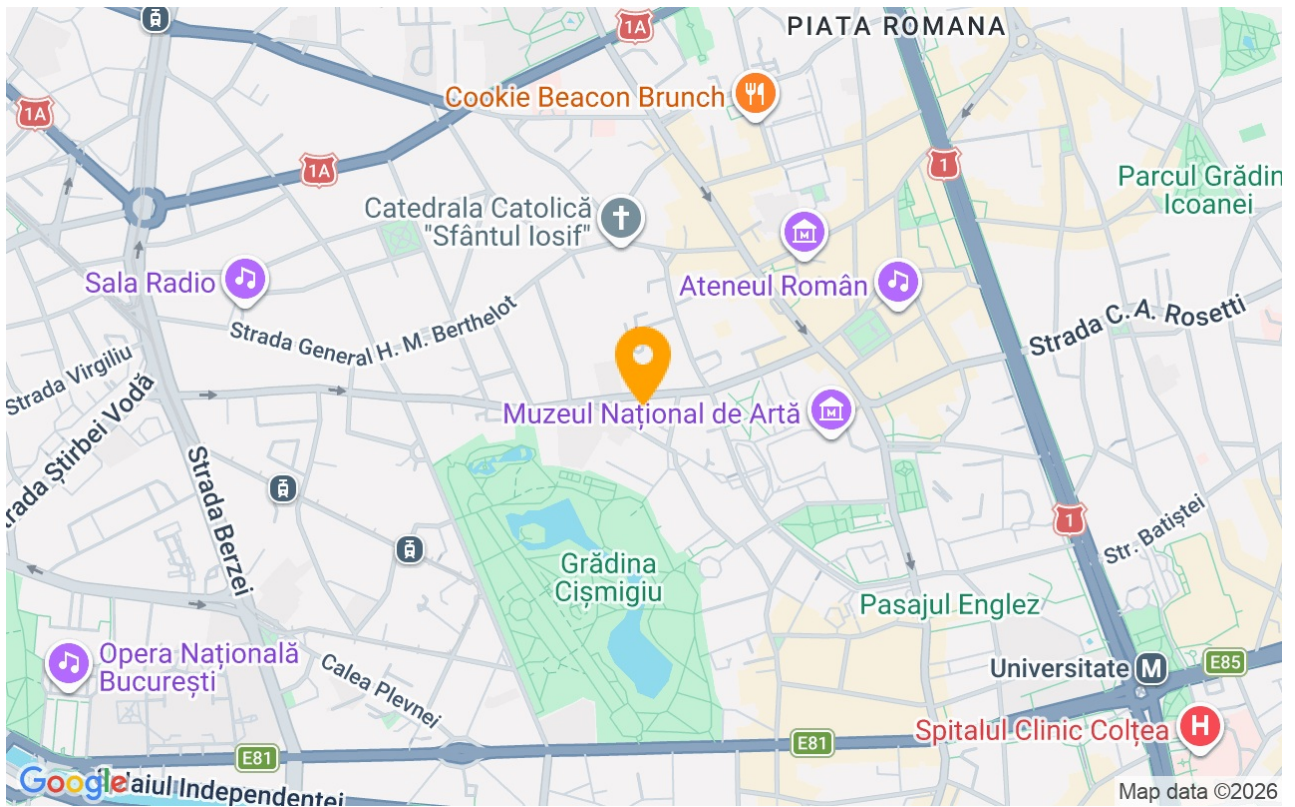 1A
PIATA ROMANA
Cookie Beacon Brunch
1A
1A
1
Parcul Grădin
Icoanei
Catedrala Catolică
"Sfântul Iosif"
Sala Radio
Ateneul Român
Strada General H. M. Berthelot
Strada C. A. Rosetti
Strada Virgiliu
Muzeul Național de Artă
trada Știrbei Vodă
Strada Berzei
1
Str. Batiștei
Grădina
Cișmigiu
Pasajul Englez
Opera Națională
București
Calea Plevnei
Universitate
M
E85
Spitalul Clinic Colțea
H
E81
E81
Google
aiul Independenței
Map data ©2026